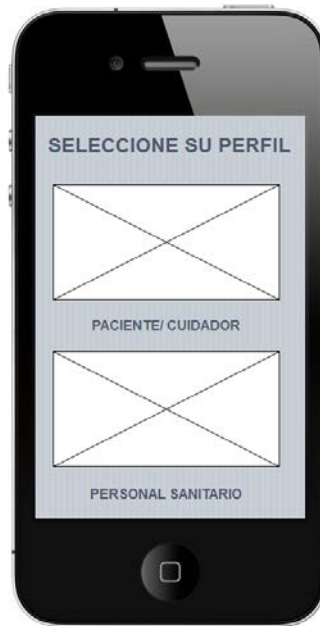 SELECCIONE SU PERFIL
PACIENTE/ CUIDADOR
PERSONAL SANITARIO